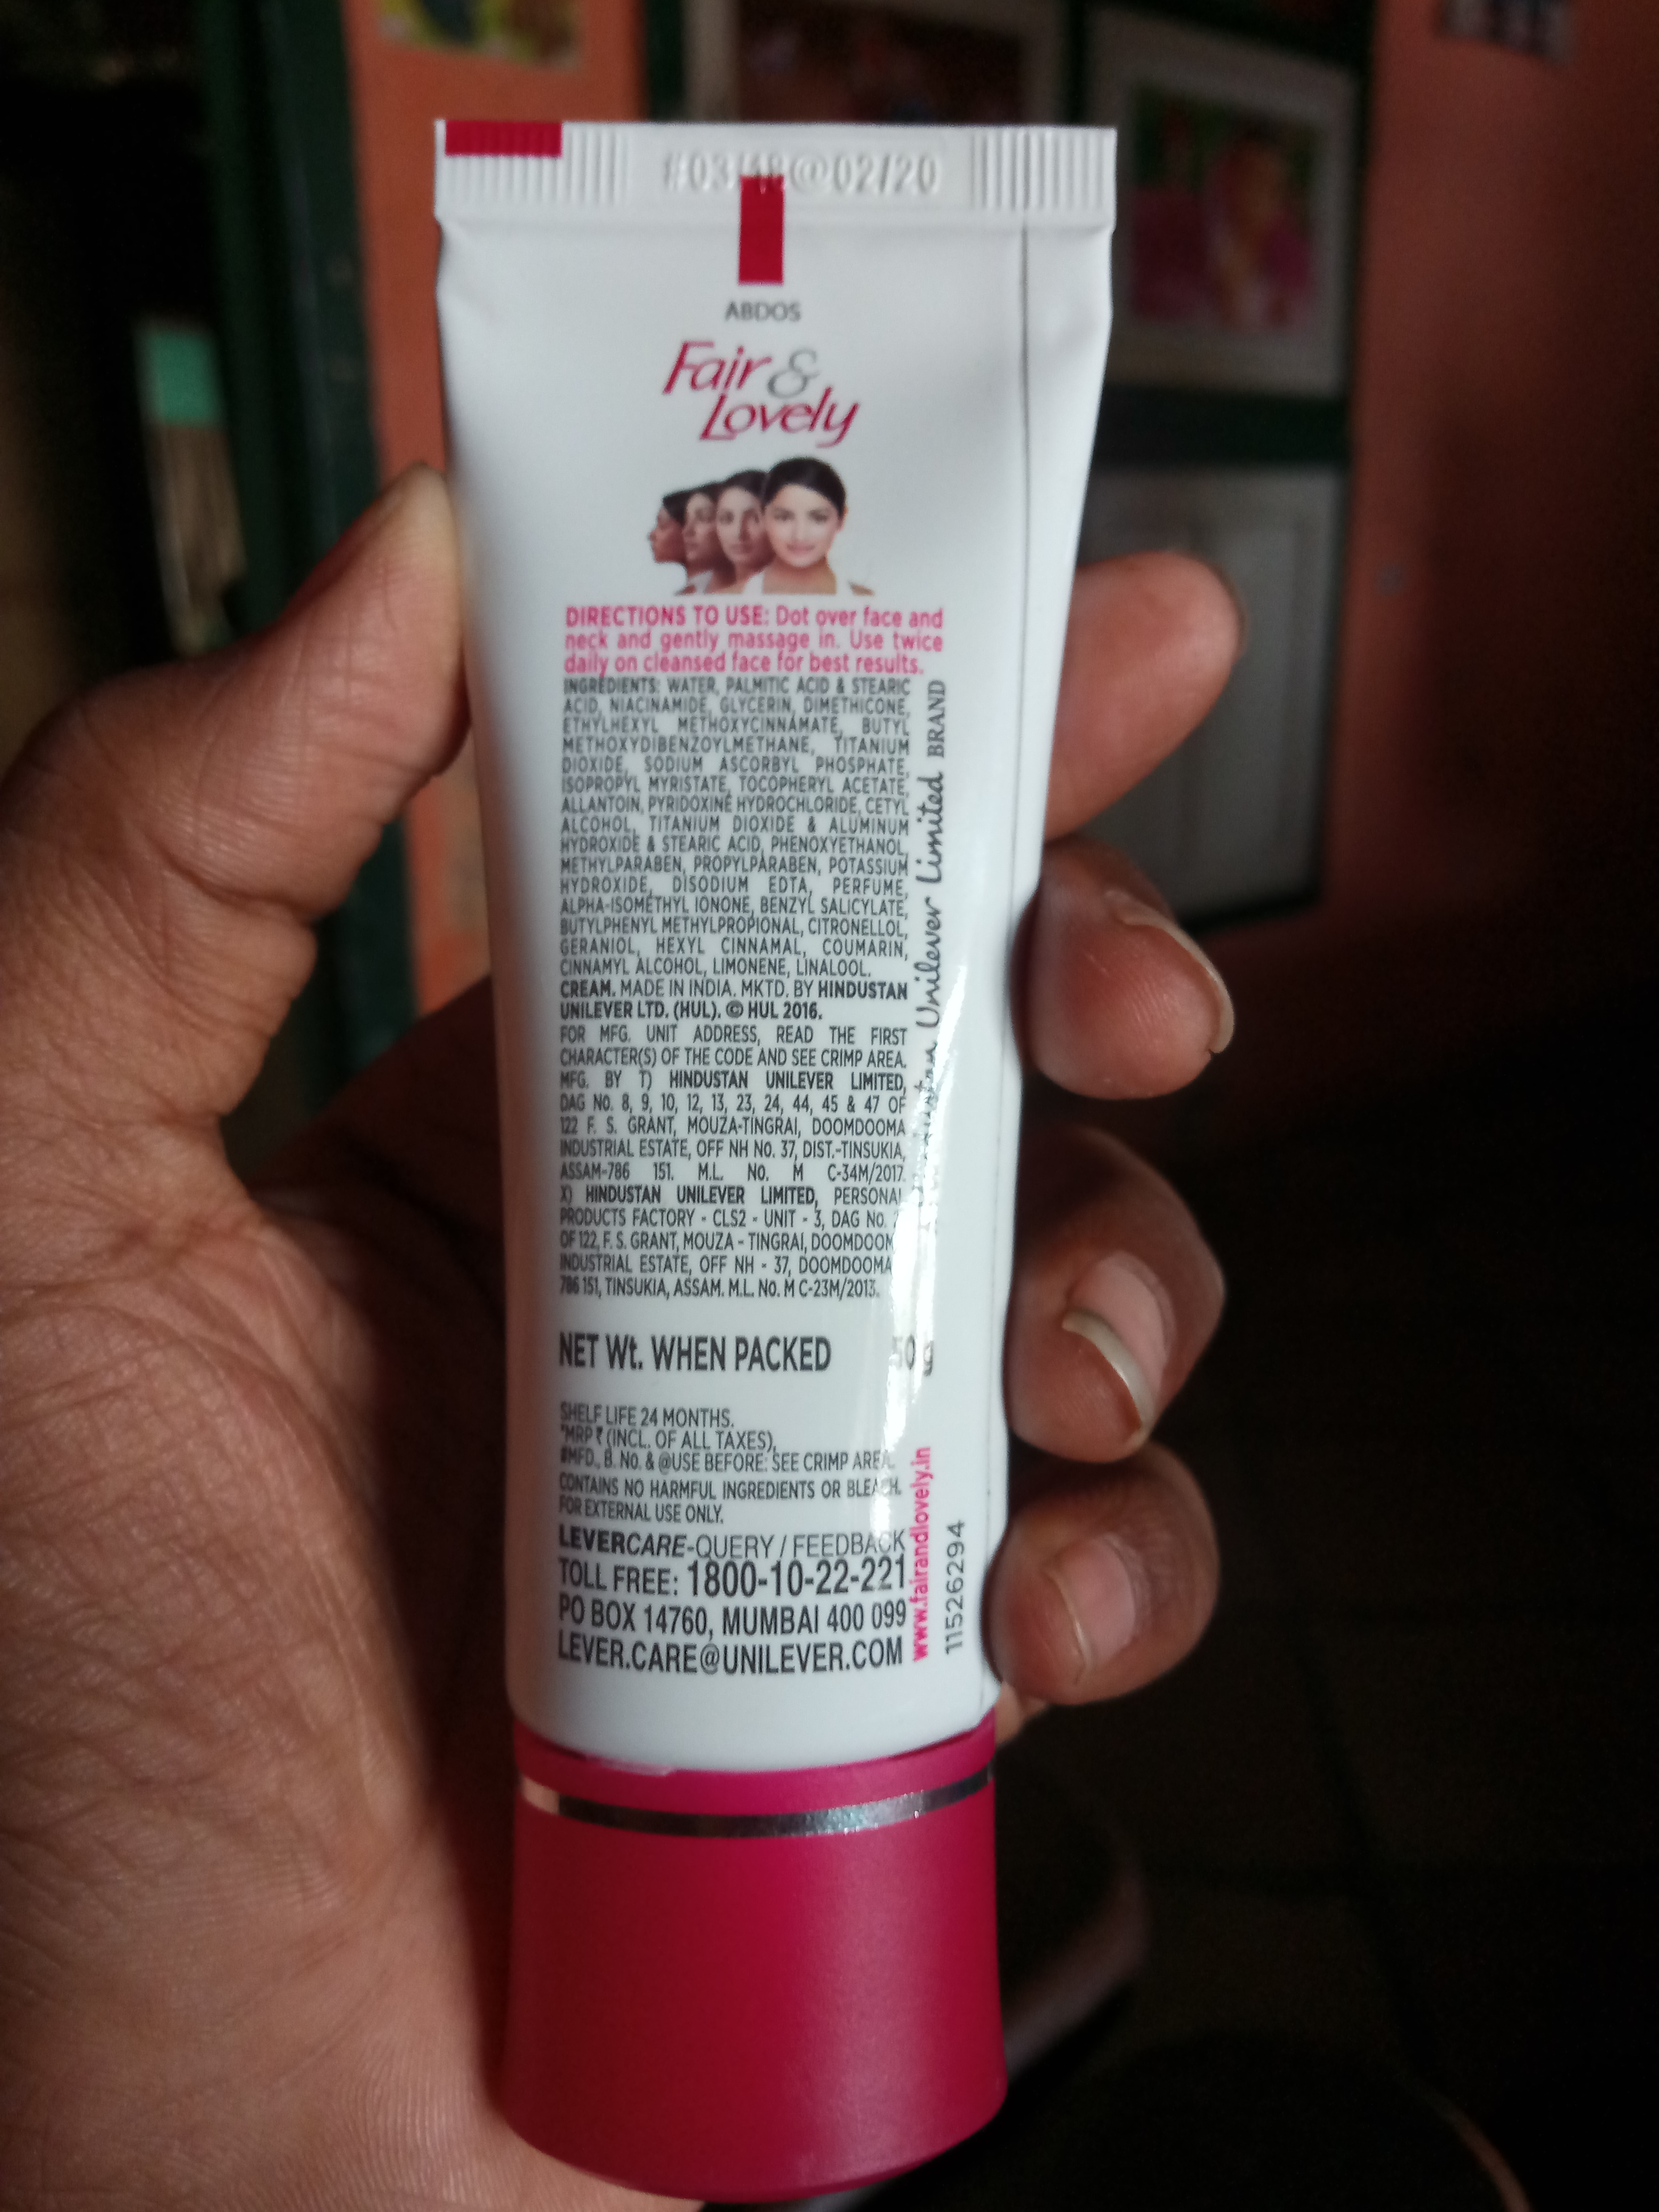 #03/18@02/20
ABDOS
Fair &
Lovely
DIRECTIONS TO USE: Dot over face and
neck and gently massage in. Use twice
daily on cleansed face for best results.
INGREDIENTS: WATER, PALMITIC ACID & STEARIC
ACID, NIACINAMIDE, GLYCERIN, DIMETHICONE,
ETHYLHEXYL METHOXYCINNAMATE, BUTYL
METHOXYDIBENZOYLMETHANE, TITANIUM
DIOXIDE, SODIUM ASCORBYL PHOSPHATE,
ISOPROPYL MYRISTATE, TOCOPHERYL ACETATE,
ALLANTOIN, PYRIDOXINE HYDROCHLORIDE, CETYL
ALCOHOL, TITANIUM DIOXIDE & ALUMINUM
HYDROXIDE & STEARIC ACID, PHENOXYETHANOL,
METHYLPARABEN, PROPYLPARABEN, POTASSIUM
HYDROXIDE, DISODIUM EDTA, PERFUME,
ALPHA-ISOMETHYL IONONE, BENZYL SALICYLATE,
BUTYLPHENYL METHYLPROPIONAL, CITRONELLOL,
GERANIOL, HEXYL CINNAMAL, COUMARIN,
CINNAMYL ALCOHOL, LIMONENE, LINALOOL.
CREAM. MADE IN INDIA. MKTD. BY HINDUSTAN
UNILEVER LTD. (HUL). © HUL 2016.
FOR MFG. UNIT ADDRESS, READ THE FIRST
CHARACTER(S) OF THE CODE AND SEE CRIMP AREA.
MFG. BY T) HINDUSTAN UNILEVER LIMITED,
DAG No. 8, 9, 10, 12, 13, 23, 24, 44, 45 & 47 OF
122 F. S. GRANT, MOUZA-TINGRAI, DOOMDOOMA
INDUSTRIAL ESTATE, OFF NH No. 37, DIST.-TINSUKIA,
ASSAM-786 151. M.L. No. M C-34M/2017.
X) HINDUSTAN UNILEVER LIMITED, PERSONAL
PRODUCTS FACTORY - CLS2 - UNIT - 3, DAG No.
OF 122, F. S. GRANT, MOUZA - TINGRAI, DOOMDOOM
INDUSTRIAL ESTATE, OFF NH - 37, DOOMDOOMA
786 151, TINSUKIA, ASSAM. M.L. No. M C-23M/2013.
Hindustan Unilever Limited BRAND
NET Wt. WHEN PACKED 50 g
SHELF LIFE 24 MONTHS.
*MRP ₹ (INCL. OF ALL TAXES),
#MFD., B. No. & @USE BEFORE: SEE CRIMP AREA.
CONTAINS NO HARMFUL INGREDIENTS OR BLEACH.
FOR EXTERNAL USE ONLY.
LEVERCARE-QUERY / FEEDBACK
TOLL FREE: 1800-10-22-221
PO BOX 14760, MUMBAI 400 099
LEVER.CARE@UNILEVER.COM
www.fairandlovely.in
11526294